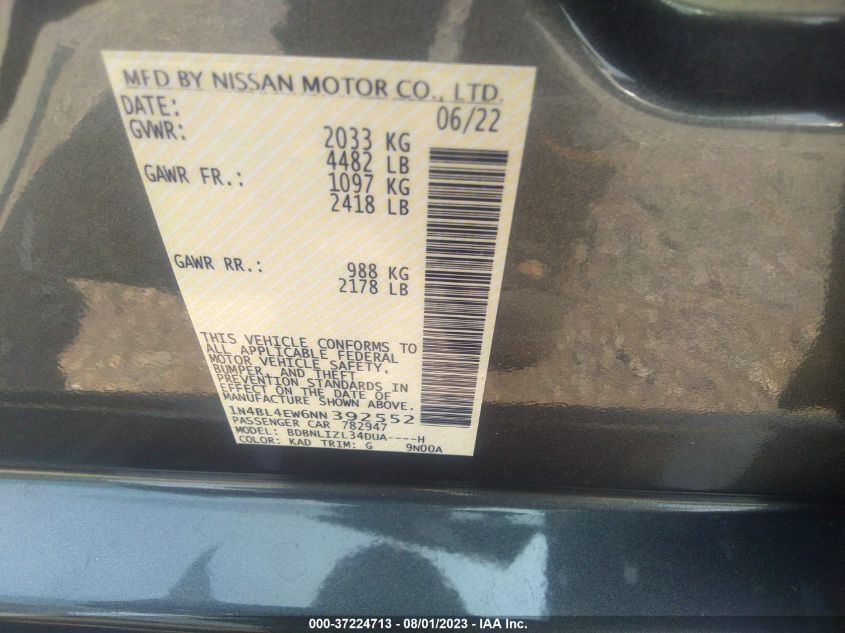 MFD BY NISSAN MOTOR CO., LTD.
DATE: 06/22
GVWR: 2033 KG
4482 LB
GAWR FR.: 1097 KG
2418 LB
GAWR RR.: 988 KG
2178 LB
THIS VEHICLE CONFORMS TO
ALL APPLICABLE FEDERAL
MOTOR VEHICLE SAFETY,
BUMPER, AND THEFT
PREVENTION STANDARDS IN
EFFECT ON THE DATE OF
MANUFACTURE SHOWN ABOVE.
1N4BL4EW6NN392552
PASSENGER CAR 782947
MODEL: BDBNLIZL34DUA----H
COLOR: KAD TRIM: G 9N00A
000-37224713 - 08/01/2023 - IAA Inc.